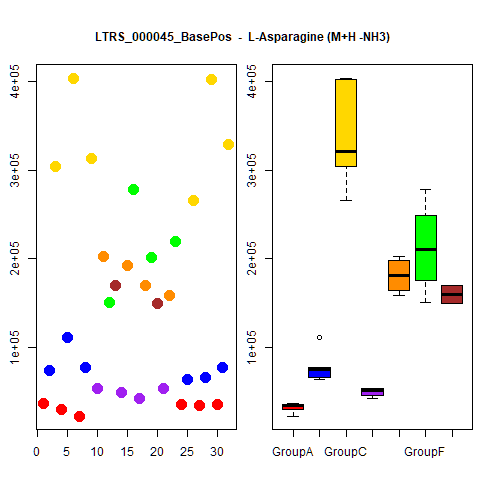 LTRS_000045_BasePos - L-Asparagine (M+H -NH3)
4e+05
3e+05
2e+05
1e+05
0 5 10 15 20 25 30
4e+05
3e+05
2e+05
1e+05
GroupA GroupC GroupF